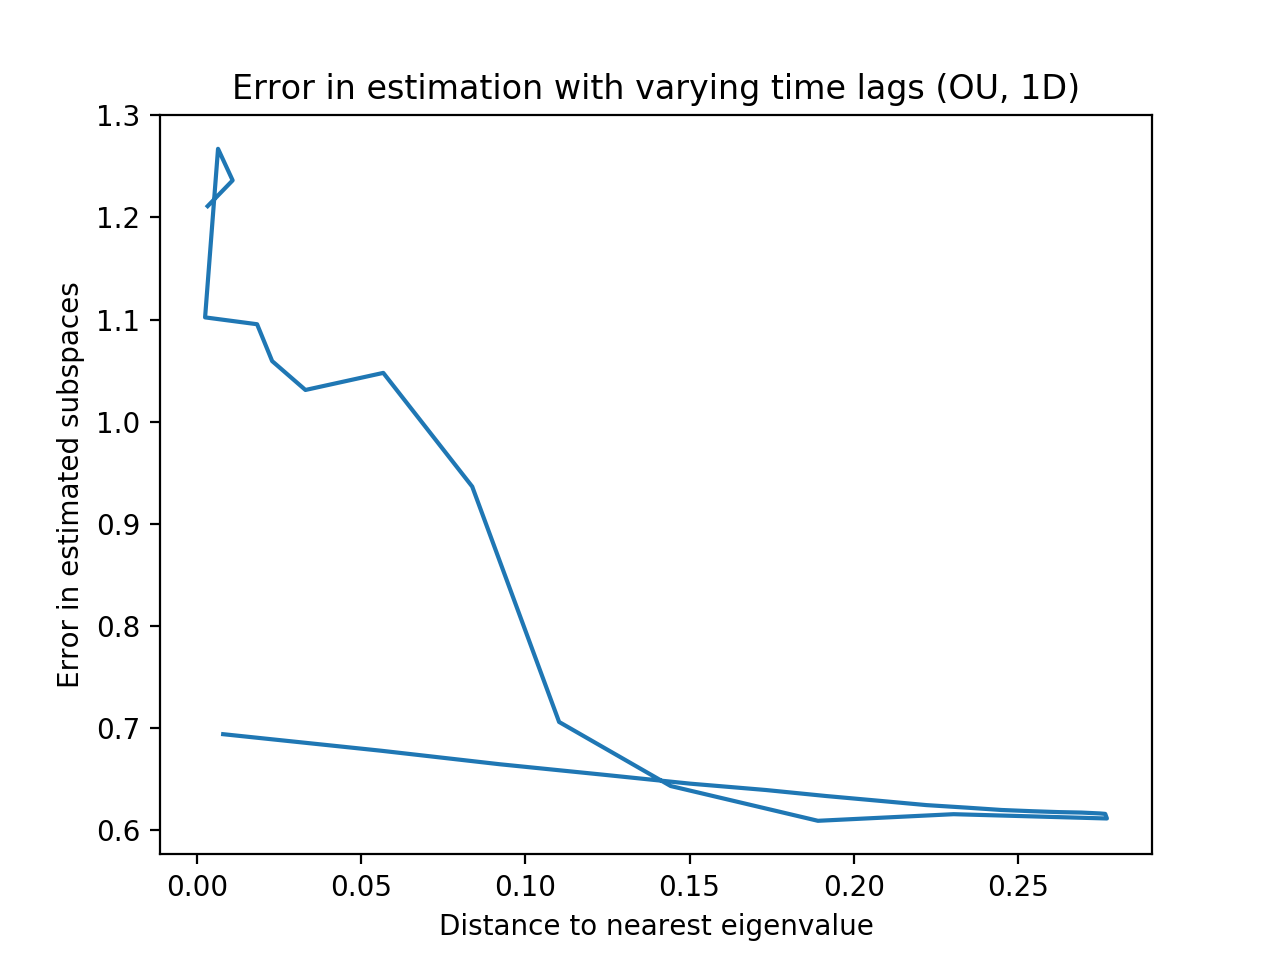 Error in estimation with varying time lags (OU, 1D)
1.3
1.2
1.1
1.0
0.9
0.8
0.7
0.6
Error in estimated subspaces
0.00 0.05 0.10 0.15 0.20 0.25
Distance to nearest eigenvalue